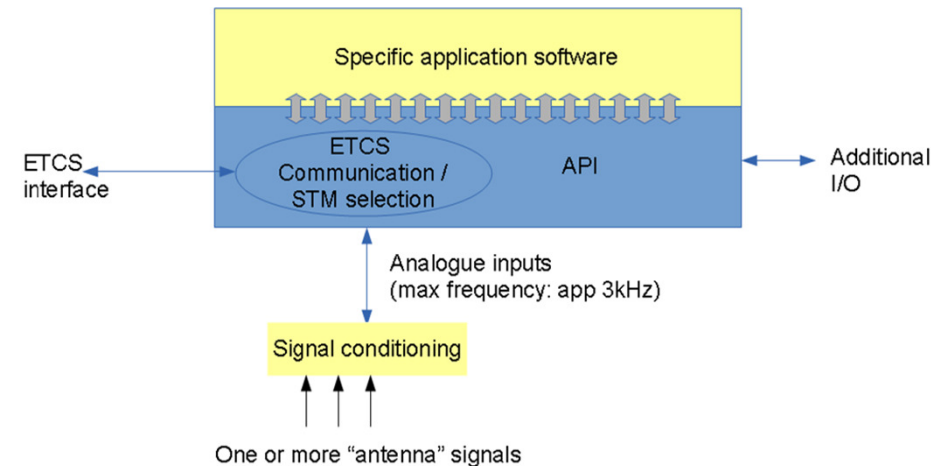 Specific application software
ETCS
interface
ETCS
Communication /
STM selection
API
Additional
I/O
Analogue inputs
(max frequency: app 3kHz)
Signal conditioning
One or more “antenna” signals